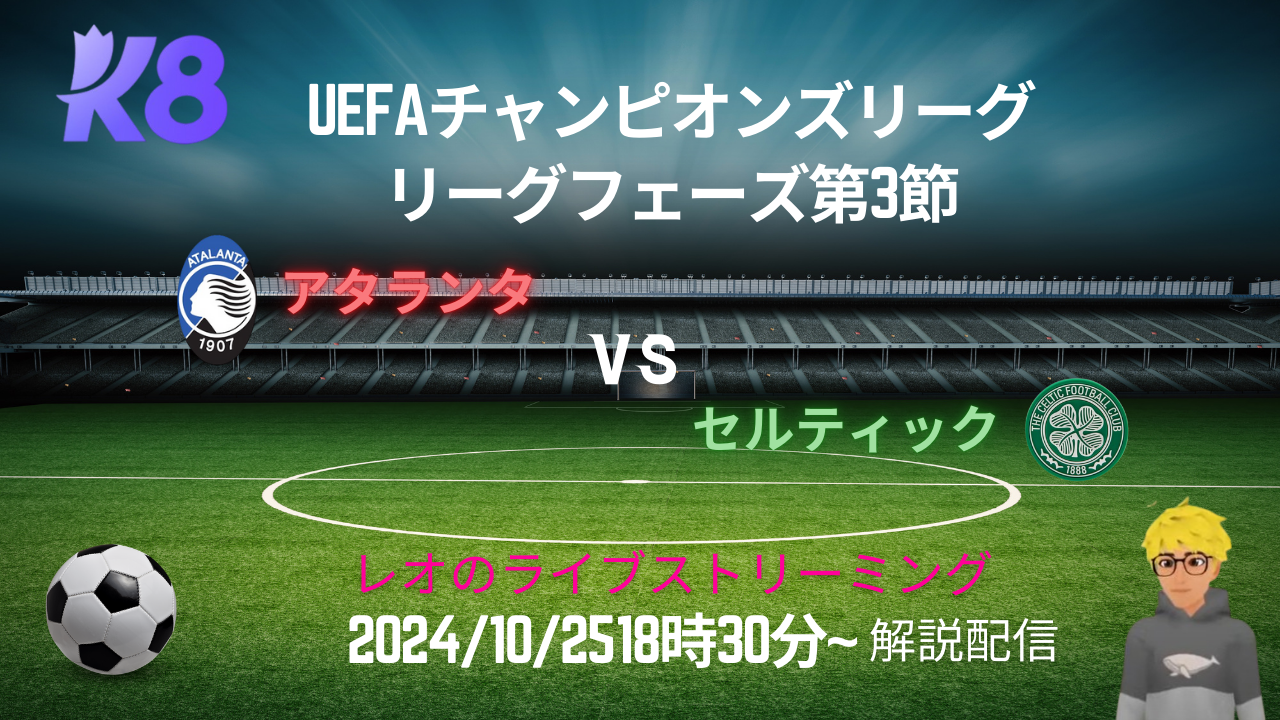 K8
UEFAチャンピオンズリーグ
リーグフェーズ第3節
ATALANTA
1907
アタランタ
VS
セルティック
THE CELTIC FOOTBALL CLUB
1888
レオのライブストリーミング
2024/10/2518時30分~ 解説配信